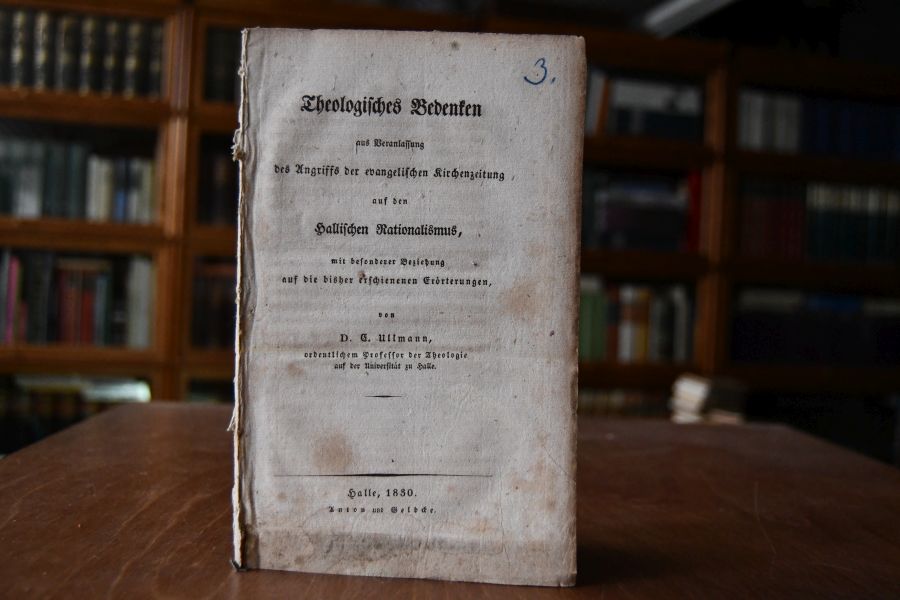 3.
Theologisches Bedenken
aus Veranlassung
des Angriffs der evangelischen Kirchenzeitung
auf den
Hallischen Rationalismus,
mit besonderer Beziehung
auf die bisher erschienenen Erörterungen,
von
D. C. Ullmann,
ordentlichem Professor der Theologie
auf der Universität zu Halle.
Halle, 1830.
Anton und Gelbcke.